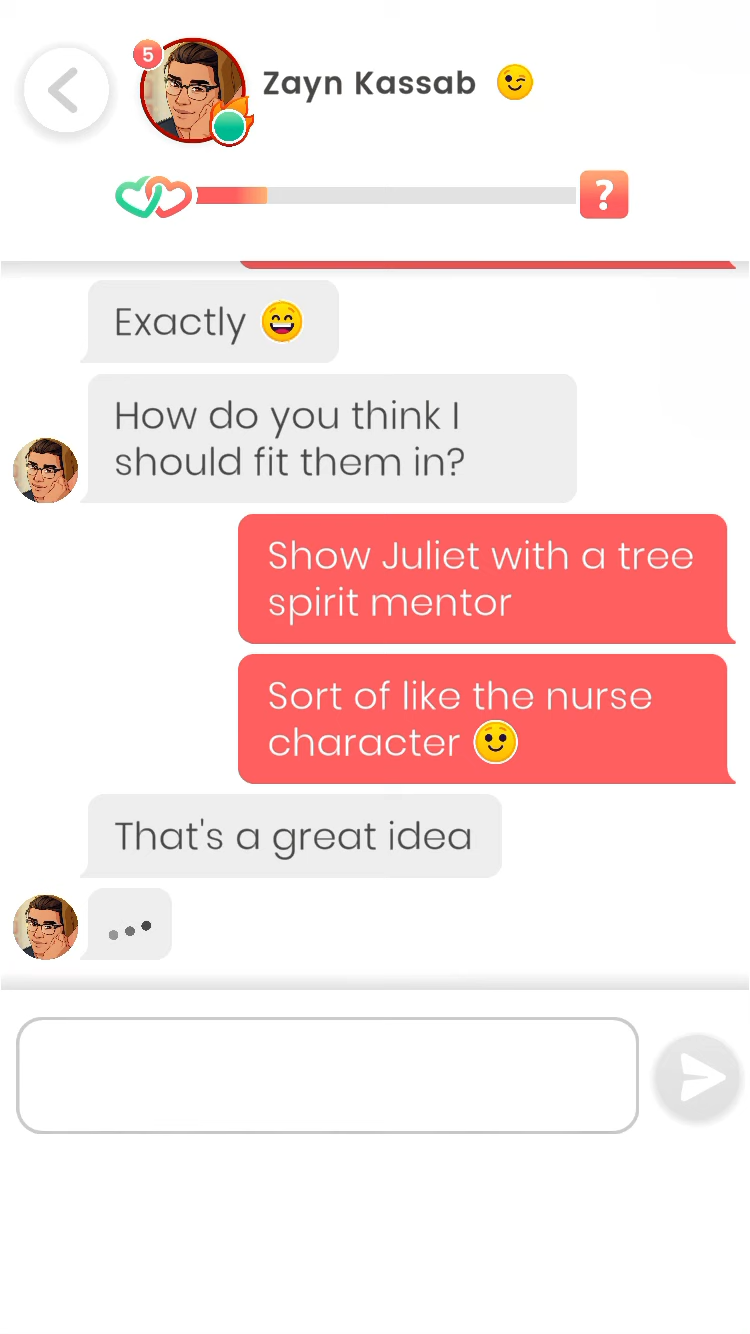 5
Zayn Kassab 😉
?
Exactly 😄
How do you think I
should fit them in?
Show Juliet with a tree
spirit mentor
Sort of like the nurse
character 🙂
That's a great idea
...